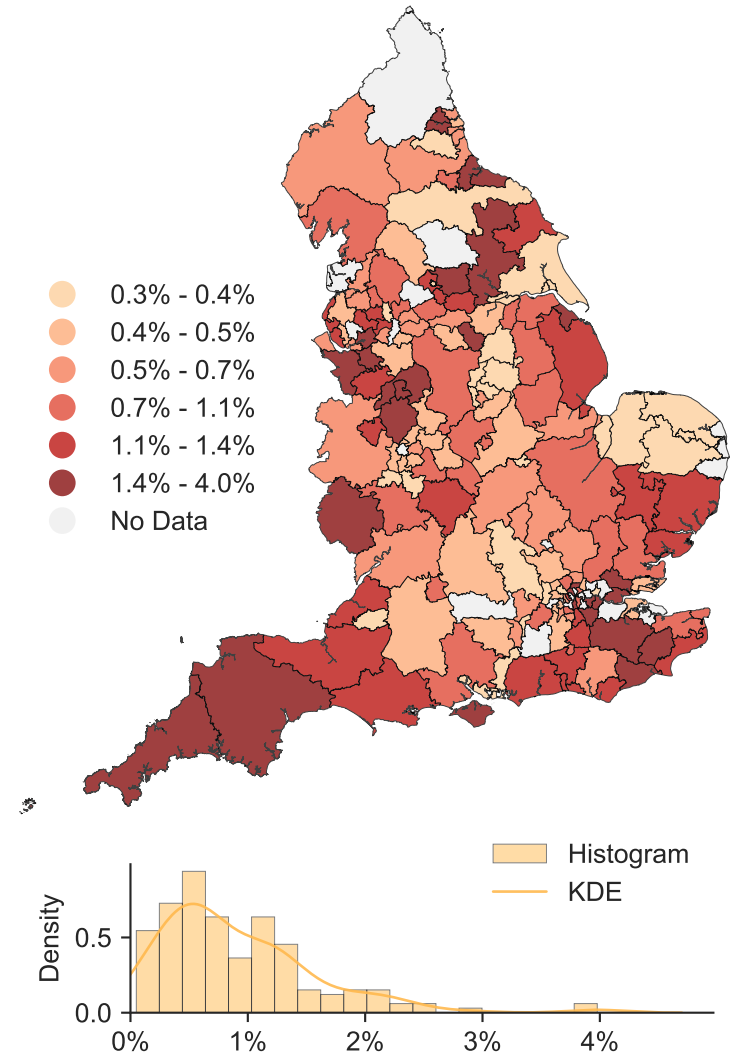 0.3% - 0.4%
0.4% - 0.5%
0.5% - 0.7%
0.7% - 1.1%
1.1% - 1.4%
1.4% - 4.0%
No Data
Histogram
KDE
Density
0.5
0.0
0% 1% 2% 3% 4%